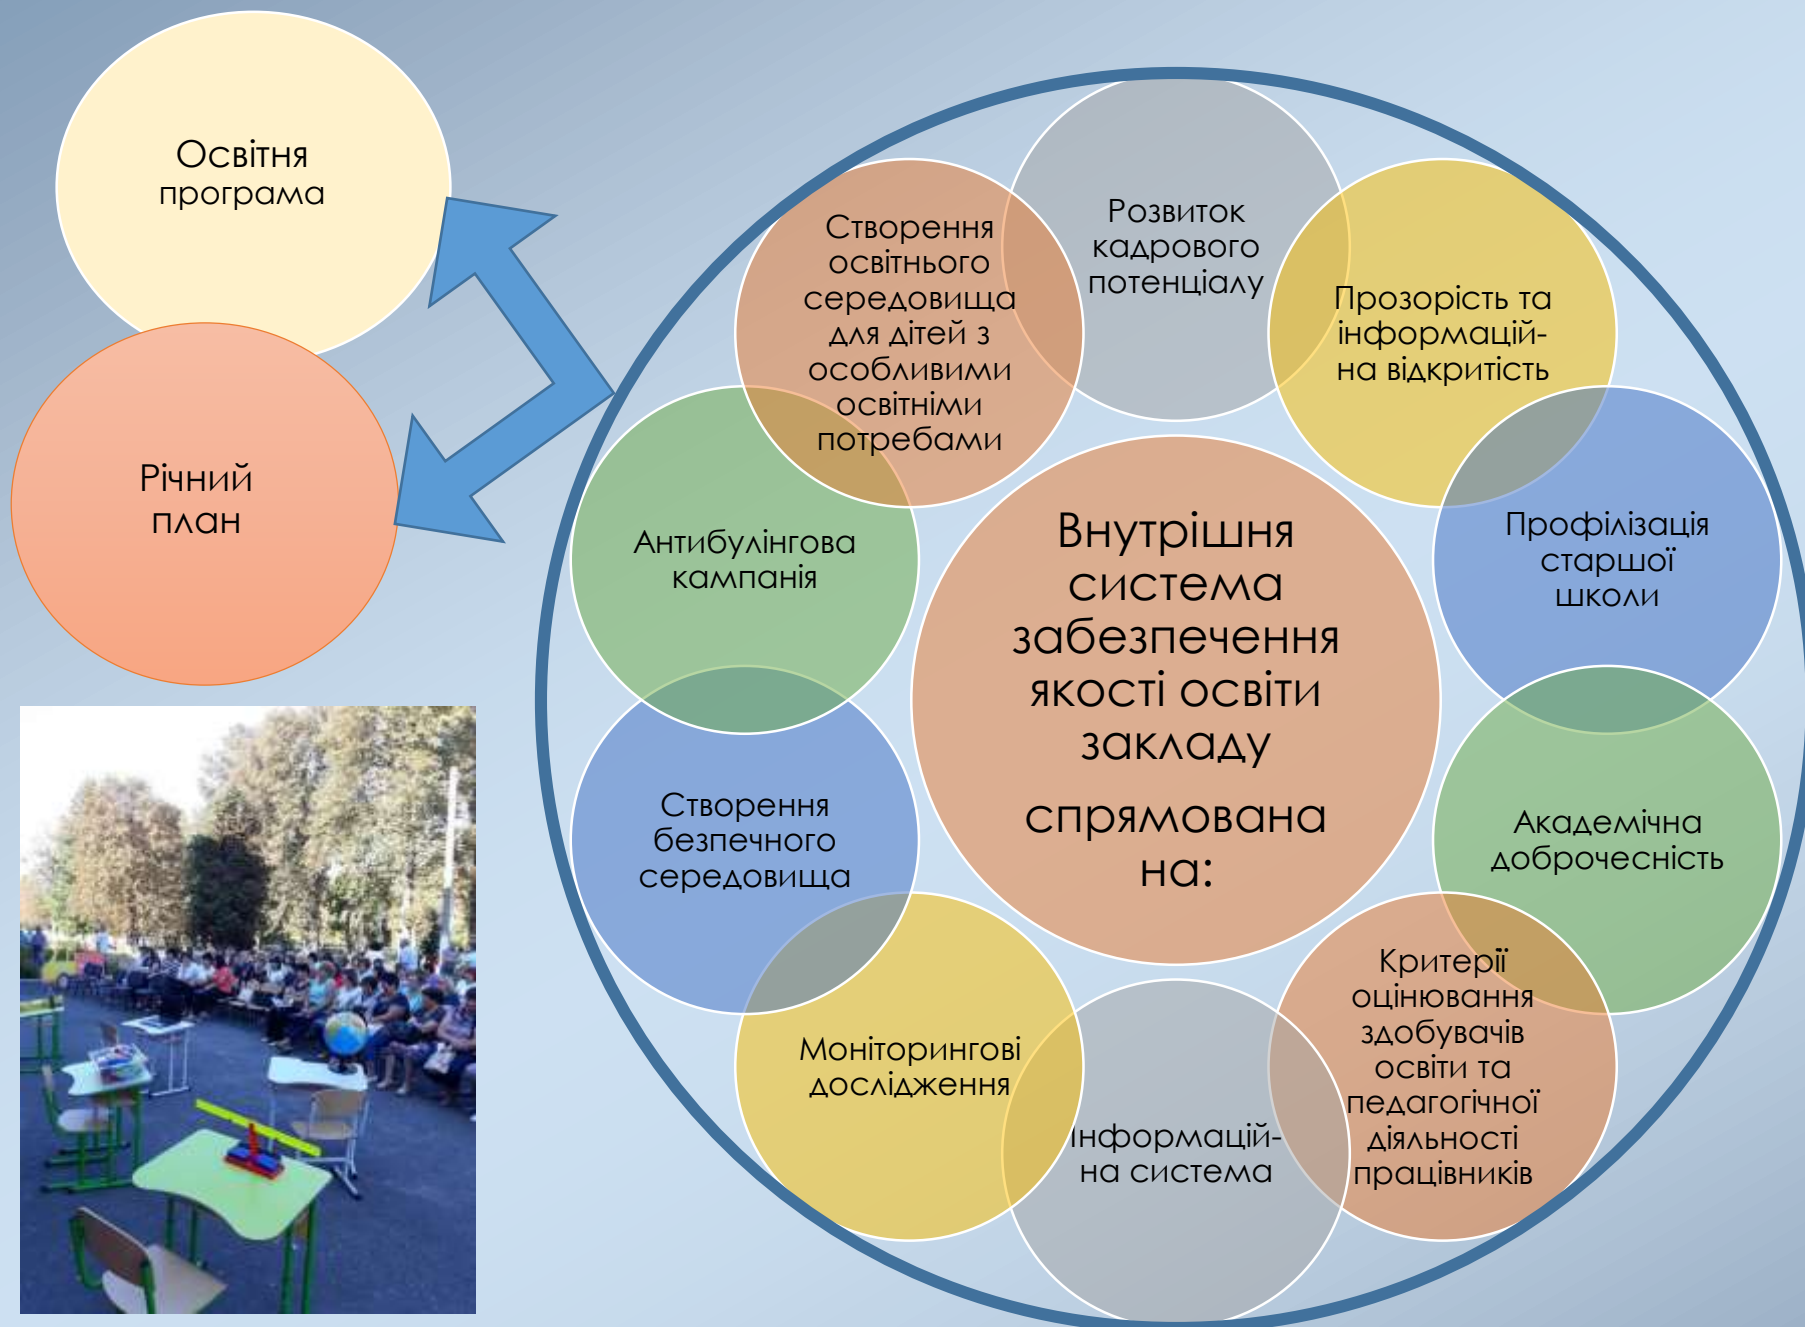 Освітня
програма
Річний
план
Розвиток
кадрового
потенціалу
Прозорість та
інформацій-
на відкритість
Профілізація
старшої
школи
Академічна
доброчесність
Критерії
оцінювання
здобувачів
освіти та
педагогічної
діяльності
працівників
Інформацій-
на система
Моніторингові
дослідження
Створення
безпечного
середовища
Антибулінгова
кампанія
Створення
освітнього
середовища
для дітей з
особливими
освітніми
потребами
Внутрішня
система
забезпечення
якості освіти
закладу
спрямована
на: